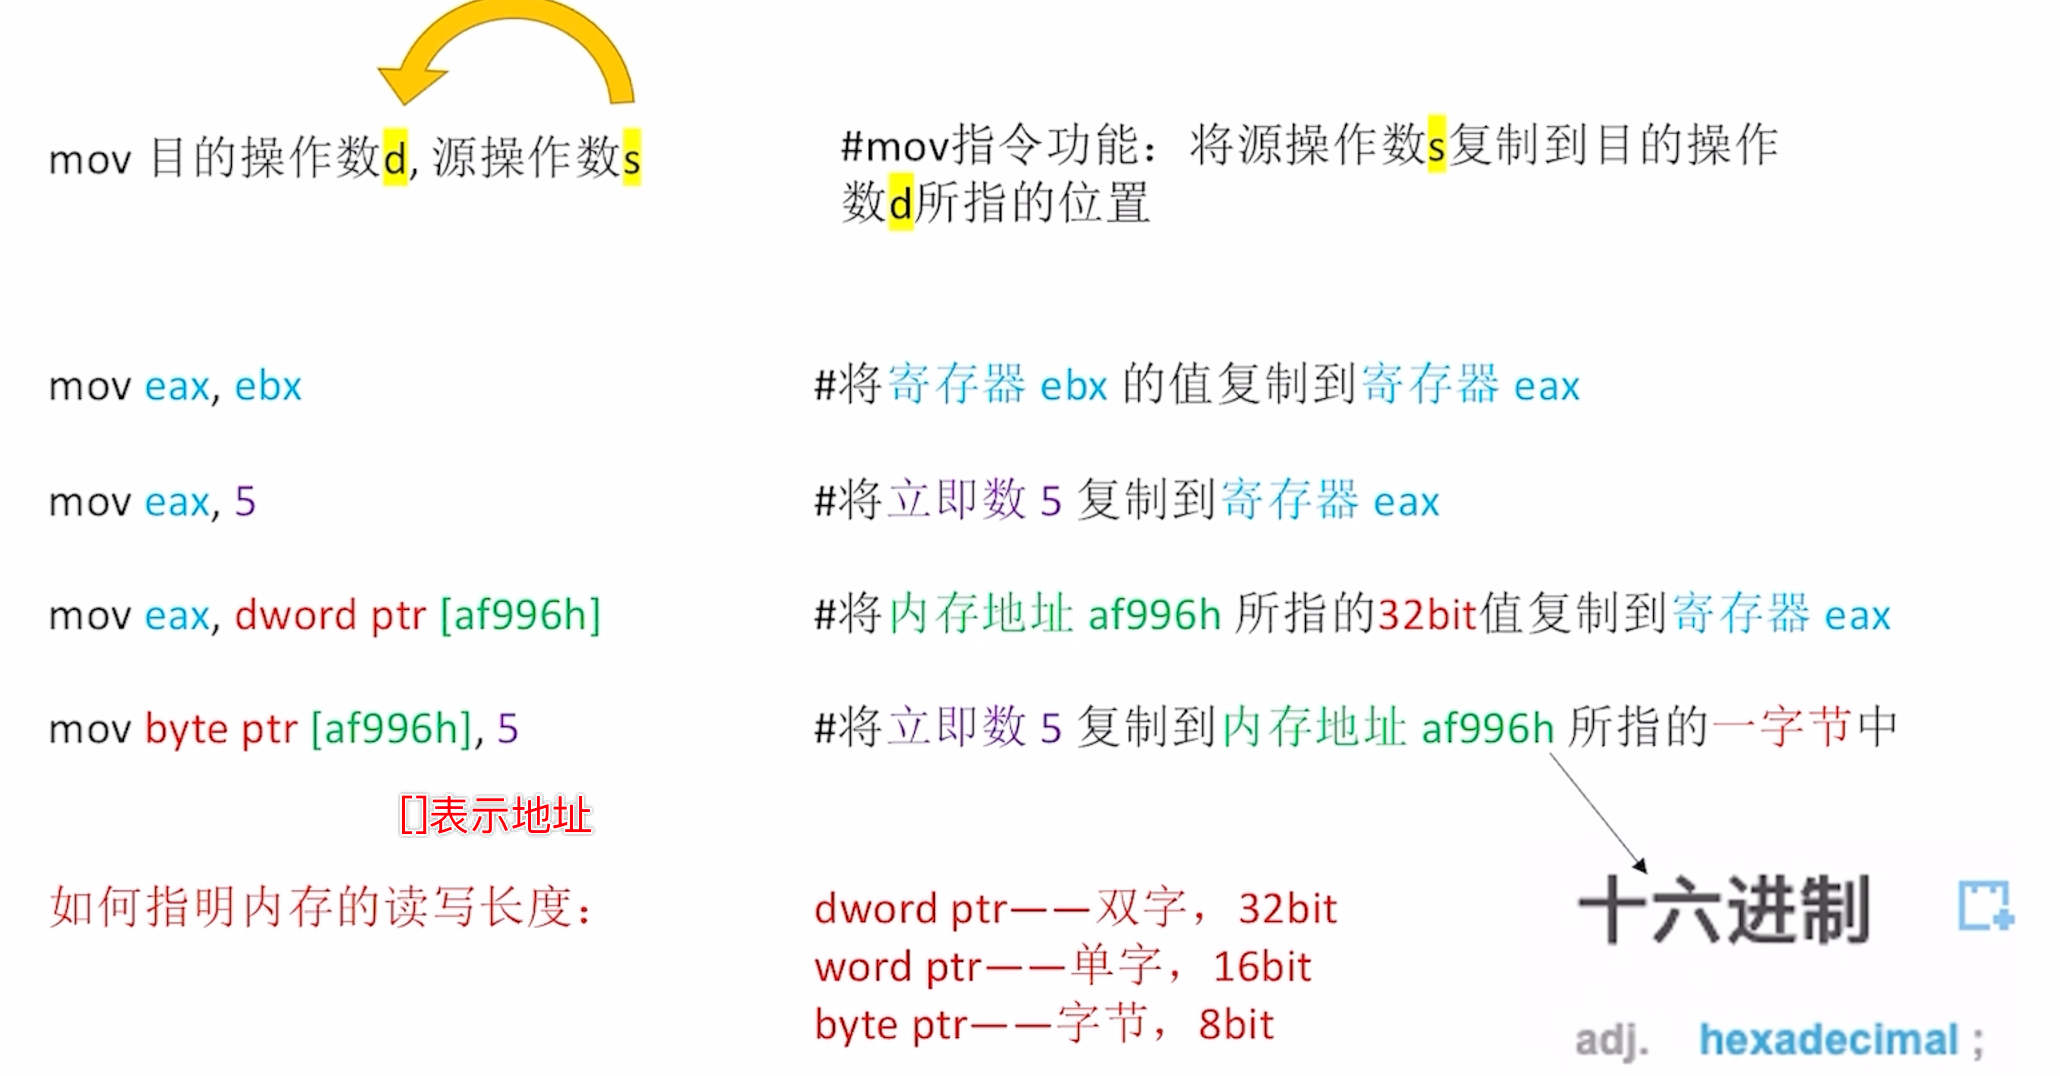 mov 目的操作数d, 源操作数s
#mov指令功能：将源操作数s复制到目的操作
数d所指的位置
mov eax, ebx
#将寄存器 ebx 的值复制到寄存器 eax
mov eax, 5
#将立即数 5 复制到寄存器 eax
mov eax, dword ptr [af996h]
#将内存地址 af996h 所指的32bit值复制到寄存器 eax
mov byte ptr [af996h], 5
#将立即数 5 复制到内存地址 af996h 所指的一字节中
[]表示地址
如何指明内存的读写长度：
dword ptr——双字，32bit
word ptr——单字，16bit
byte ptr——字节，8bit
十六进制
adj. hexadecimal ;